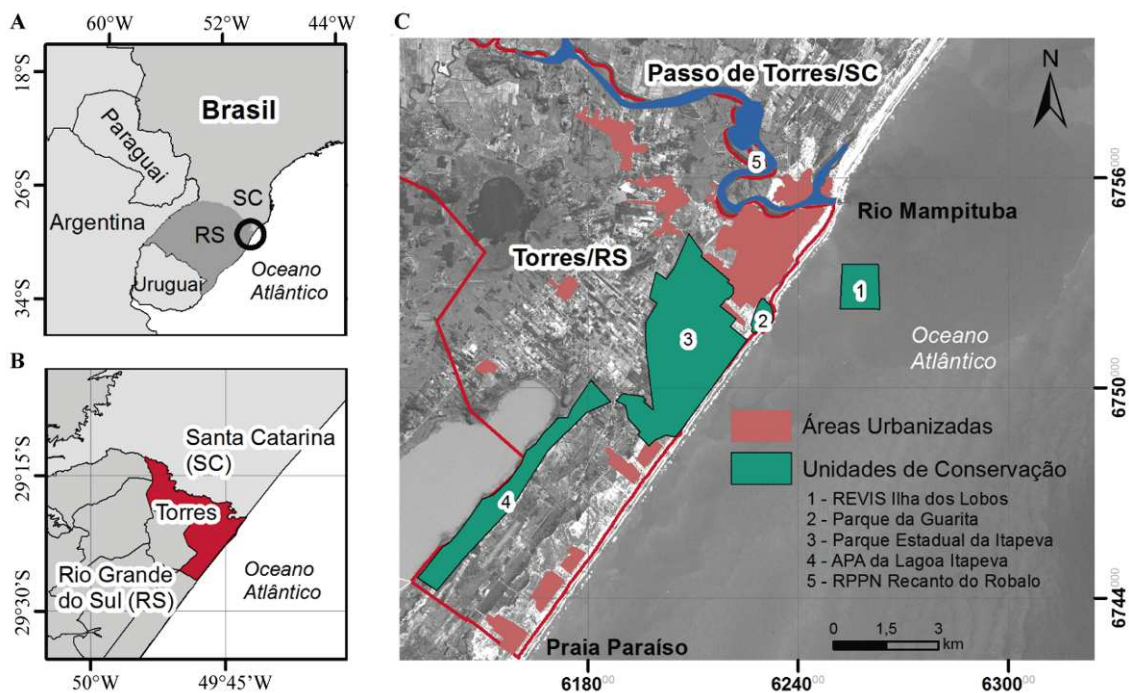 A
60°W
52°W
44°W
18°S
26°S
34°S
Brasil
Paraguai
Argentina
SC
RS
Uruguai
Oceano
Atlântico
B
29°15'S
29°30'S
50°W
49°45'W
Santa Catarina
(SC)
Torres
Rio Grande
do Sul (RS)
Oceano
Atlântico
C
Passo de Torres/SC
N
5
Rio Mampituba
Torres/RS
1
2
3
Oceano
Atlântico
4
Áreas Urbanizadas
Unidades de Conservação
1 - REVIS Ilha dos Lobos
2 - Parque da Guarita
3 - Parque Estadual da Itapeva
4 - APA da Lagoa Itapeva
5 - RPPN Recanto do Robalo
0 1,5 3
km
Praia Paraíso
6756000
6750000
6744000
618000
624000
630000